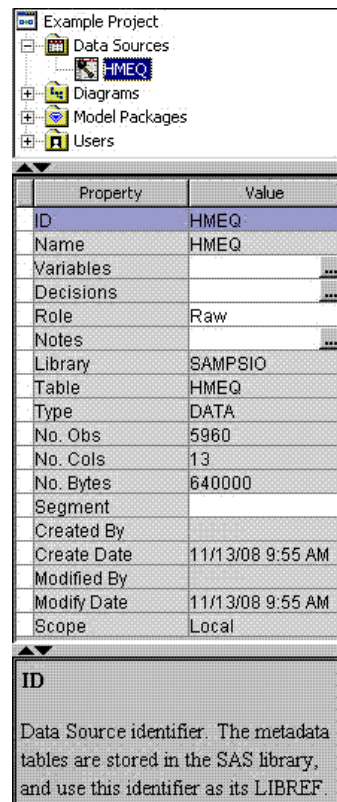 Example Project
Data Sources
HMEQ
Diagrams
Model Packages
Users
Property Value
ID HMEQ
Name HMEQ
Variables ...
Decisions ...
Role Raw
Notes ...
Library SAMPSIO
Table HMEQ
Type DATA
No. Obs 5960
No. Cols 13
No. Bytes 640000
Segment
Created By
Create Date 11/13/08 9:55 AM
Modified By
Modify Date 11/13/08 9:55 AM
Scope Local
ID
Data Source identifier. The metadata
tables are stored in the SAS library,
and use this identifier as its LIBREF.